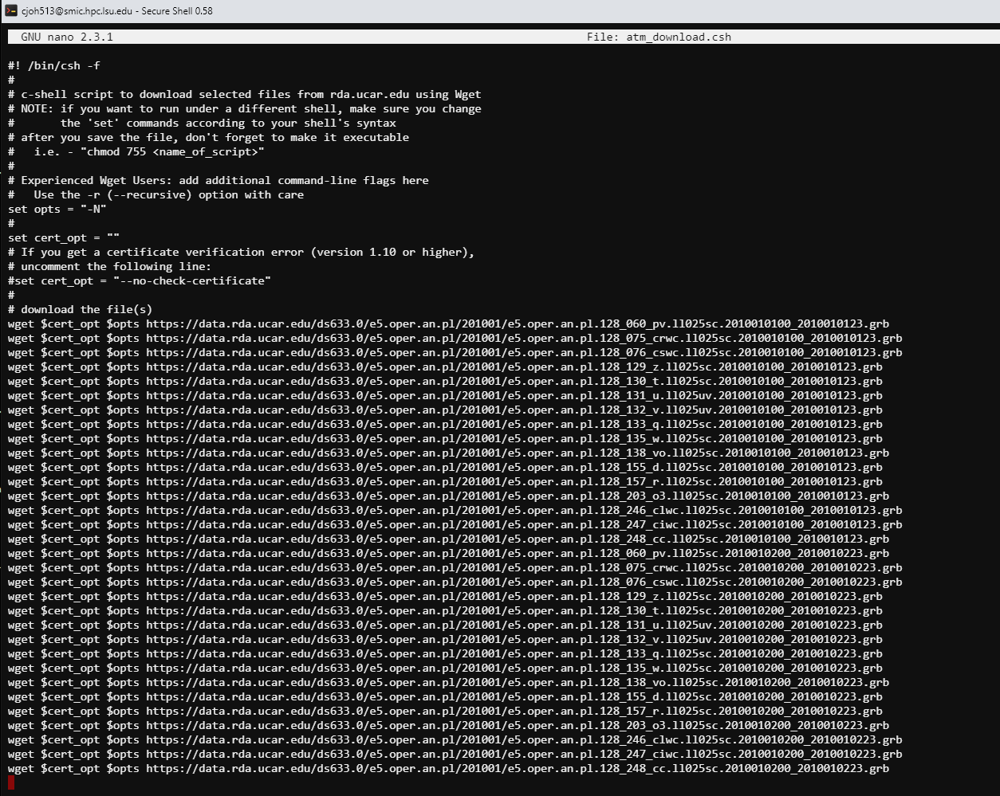 cjoh513@smic.hpc.lsu.edu - Secure Shell 0.58
GNU nano 2.3.1 File: atm_download.csh
#! /bin/csh -f
#
# c-shell script to download selected files from rda.ucar.edu using Wget
# NOTE: if you want to run under a different shell, make sure you change
#       the 'set' commands according to your shell's syntax
# after you save the file, don't forget to make it executable
#   i.e. - "chmod 755 <name_of_script>"
#
# Experienced Wget Users: add additional command-line flags here
#   Use the -r (--recursive) option with care
set opts = "-N"
#
set cert_opt = ""
# If you get a certificate verification error (version 1.10 or higher),
# uncomment the following line:
#set cert_opt = "--no-check-certificate"
#
# download the file(s)
wget $cert_opt $opts https://data.rda.ucar.edu/ds633.0/e5.oper.an.pl/201001/e5.oper.an.pl.128_060_pv.ll025sc.2010010100_2010010123.grb
wget $cert_opt $opts https://data.rda.ucar.edu/ds633.0/e5.oper.an.pl/201001/e5.oper.an.pl.128_075_crwc.ll025sc.2010010100_2010010123.grb
wget $cert_opt $opts https://data.rda.ucar.edu/ds633.0/e5.oper.an.pl/201001/e5.oper.an.pl.128_076_cswc.ll025sc.2010010100_2010010123.grb
wget $cert_opt $opts https://data.rda.ucar.edu/ds633.0/e5.oper.an.pl/201001/e5.oper.an.pl.128_129_z.ll025sc.2010010100_2010010123.grb
wget $cert_opt $opts https://data.rda.ucar.edu/ds633.0/e5.oper.an.pl/201001/e5.oper.an.pl.128_130_t.ll025sc.2010010100_2010010123.grb
wget $cert_opt $opts https://data.rda.ucar.edu/ds633.0/e5.oper.an.pl/201001/e5.oper.an.pl.128_131_u.ll025uv.2010010100_2010010123.grb
wget $cert_opt $opts https://data.rda.ucar.edu/ds633.0/e5.oper.an.pl/201001/e5.oper.an.pl.128_132_v.ll025uv.2010010100_2010010123.grb
wget $cert_opt $opts https://data.rda.ucar.edu/ds633.0/e5.oper.an.pl/201001/e5.oper.an.pl.128_133_q.ll025sc.2010010100_2010010123.grb
wget $cert_opt $opts https://data.rda.ucar.edu/ds633.0/e5.oper.an.pl/201001/e5.oper.an.pl.128_135_w.ll025sc.2010010100_2010010123.grb
wget $cert_opt $opts https://data.rda.ucar.edu/ds633.0/e5.oper.an.pl/201001/e5.oper.an.pl.128_138_vo.ll025sc.2010010100_2010010123.grb
wget $cert_opt $opts https://data.rda.ucar.edu/ds633.0/e5.oper.an.pl/201001/e5.oper.an.pl.128_155_d.ll025sc.2010010100_2010010123.grb
wget $cert_opt $opts https://data.rda.ucar.edu/ds633.0/e5.oper.an.pl/201001/e5.oper.an.pl.128_157_r.ll025sc.2010010100_2010010123.grb
wget $cert_opt $opts https://data.rda.ucar.edu/ds633.0/e5.oper.an.pl/201001/e5.oper.an.pl.128_203_o3.ll025sc.2010010100_2010010123.grb
wget $cert_opt $opts https://data.rda.ucar.edu/ds633.0/e5.oper.an.pl/201001/e5.oper.an.pl.128_246_clwc.ll025sc.2010010100_2010010123.grb
wget $cert_opt $opts https://data.rda.ucar.edu/ds633.0/e5.oper.an.pl/201001/e5.oper.an.pl.128_247_ciwc.ll025sc.2010010100_2010010123.grb
wget $cert_opt $opts https://data.rda.ucar.edu/ds633.0/e5.oper.an.pl/201001/e5.oper.an.pl.128_248_cc.ll025sc.2010010100_2010010123.grb
wget $cert_opt $opts https://data.rda.ucar.edu/ds633.0/e5.oper.an.pl/201001/e5.oper.an.pl.128_060_pv.ll025sc.2010010200_2010010223.grb
wget $cert_opt $opts https://data.rda.ucar.edu/ds633.0/e5.oper.an.pl/201001/e5.oper.an.pl.128_075_crwc.ll025sc.2010010200_2010010223.grb
wget $cert_opt $opts https://data.rda.ucar.edu/ds633.0/e5.oper.an.pl/201001/e5.oper.an.pl.128_076_cswc.ll025sc.2010010200_2010010223.grb
wget $cert_opt $opts https://data.rda.ucar.edu/ds633.0/e5.oper.an.pl/201001/e5.oper.an.pl.128_129_z.ll025sc.2010010200_2010010223.grb
wget $cert_opt $opts https://data.rda.ucar.edu/ds633.0/e5.oper.an.pl/201001/e5.oper.an.pl.128_130_t.ll025sc.2010010200_2010010223.grb
wget $cert_opt $opts https://data.rda.ucar.edu/ds633.0/e5.oper.an.pl/201001/e5.oper.an.pl.128_131_u.ll025uv.2010010200_2010010223.grb
wget $cert_opt $opts https://data.rda.ucar.edu/ds633.0/e5.oper.an.pl/201001/e5.oper.an.pl.128_132_v.ll025uv.2010010200_2010010223.grb
wget $cert_opt $opts https://data.rda.ucar.edu/ds633.0/e5.oper.an.pl/201001/e5.oper.an.pl.128_133_q.ll025sc.2010010200_2010010223.grb
wget $cert_opt $opts https://data.rda.ucar.edu/ds633.0/e5.oper.an.pl/201001/e5.oper.an.pl.128_135_w.ll025sc.2010010200_2010010223.grb
wget $cert_opt $opts https://data.rda.ucar.edu/ds633.0/e5.oper.an.pl/201001/e5.oper.an.pl.128_138_vo.ll025sc.2010010200_2010010223.grb
wget $cert_opt $opts https://data.rda.ucar.edu/ds633.0/e5.oper.an.pl/201001/e5.oper.an.pl.128_155_d.ll025sc.2010010200_2010010223.grb
wget $cert_opt $opts https://data.rda.ucar.edu/ds633.0/e5.oper.an.pl/201001/e5.oper.an.pl.128_157_r.ll025sc.2010010200_2010010223.grb
wget $cert_opt $opts https://data.rda.ucar.edu/ds633.0/e5.oper.an.pl/201001/e5.oper.an.pl.128_203_o3.ll025sc.2010010200_2010010223.grb
wget $cert_opt $opts https://data.rda.ucar.edu/ds633.0/e5.oper.an.pl/201001/e5.oper.an.pl.128_246_clwc.ll025sc.2010010200_2010010223.grb
wget $cert_opt $opts https://data.rda.ucar.edu/ds633.0/e5.oper.an.pl/201001/e5.oper.an.pl.128_247_ciwc.ll025sc.2010010200_2010010223.grb
wget $cert_opt $opts https://data.rda.ucar.edu/ds633.0/e5.oper.an.pl/201001/e5.oper.an.pl.128_248_cc.ll025sc.2010010200_2010010223.grb